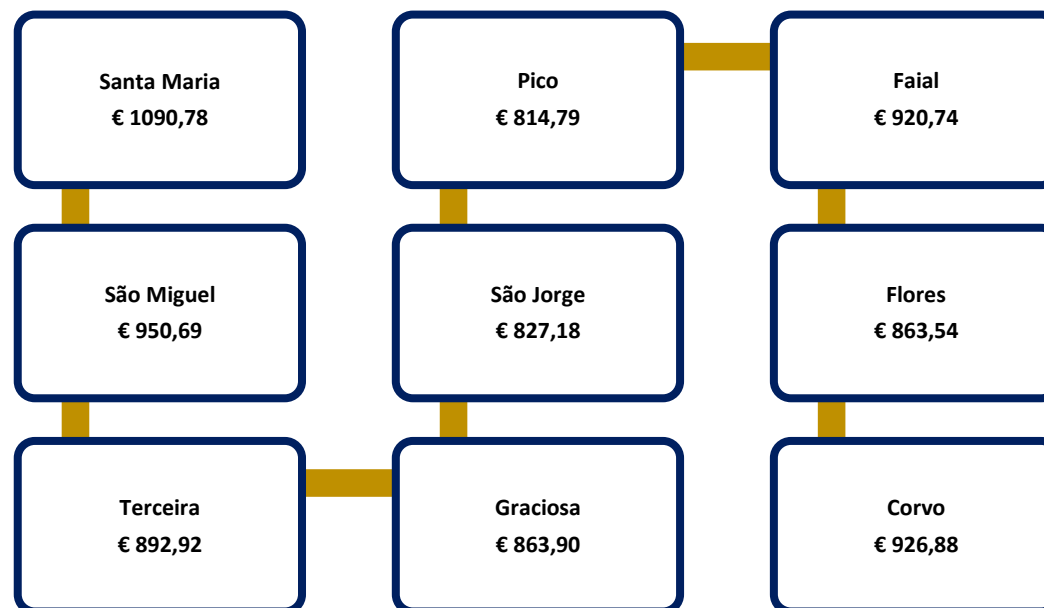 Santa Maria
€ 1090,78
São Miguel
€ 950,69
Terceira
€ 892,92
Graciosa
€ 863,90
São Jorge
€ 827,18
Pico
€ 814,79
Faial
€ 920,74
Flores
€ 863,54
Corvo
€ 926,88